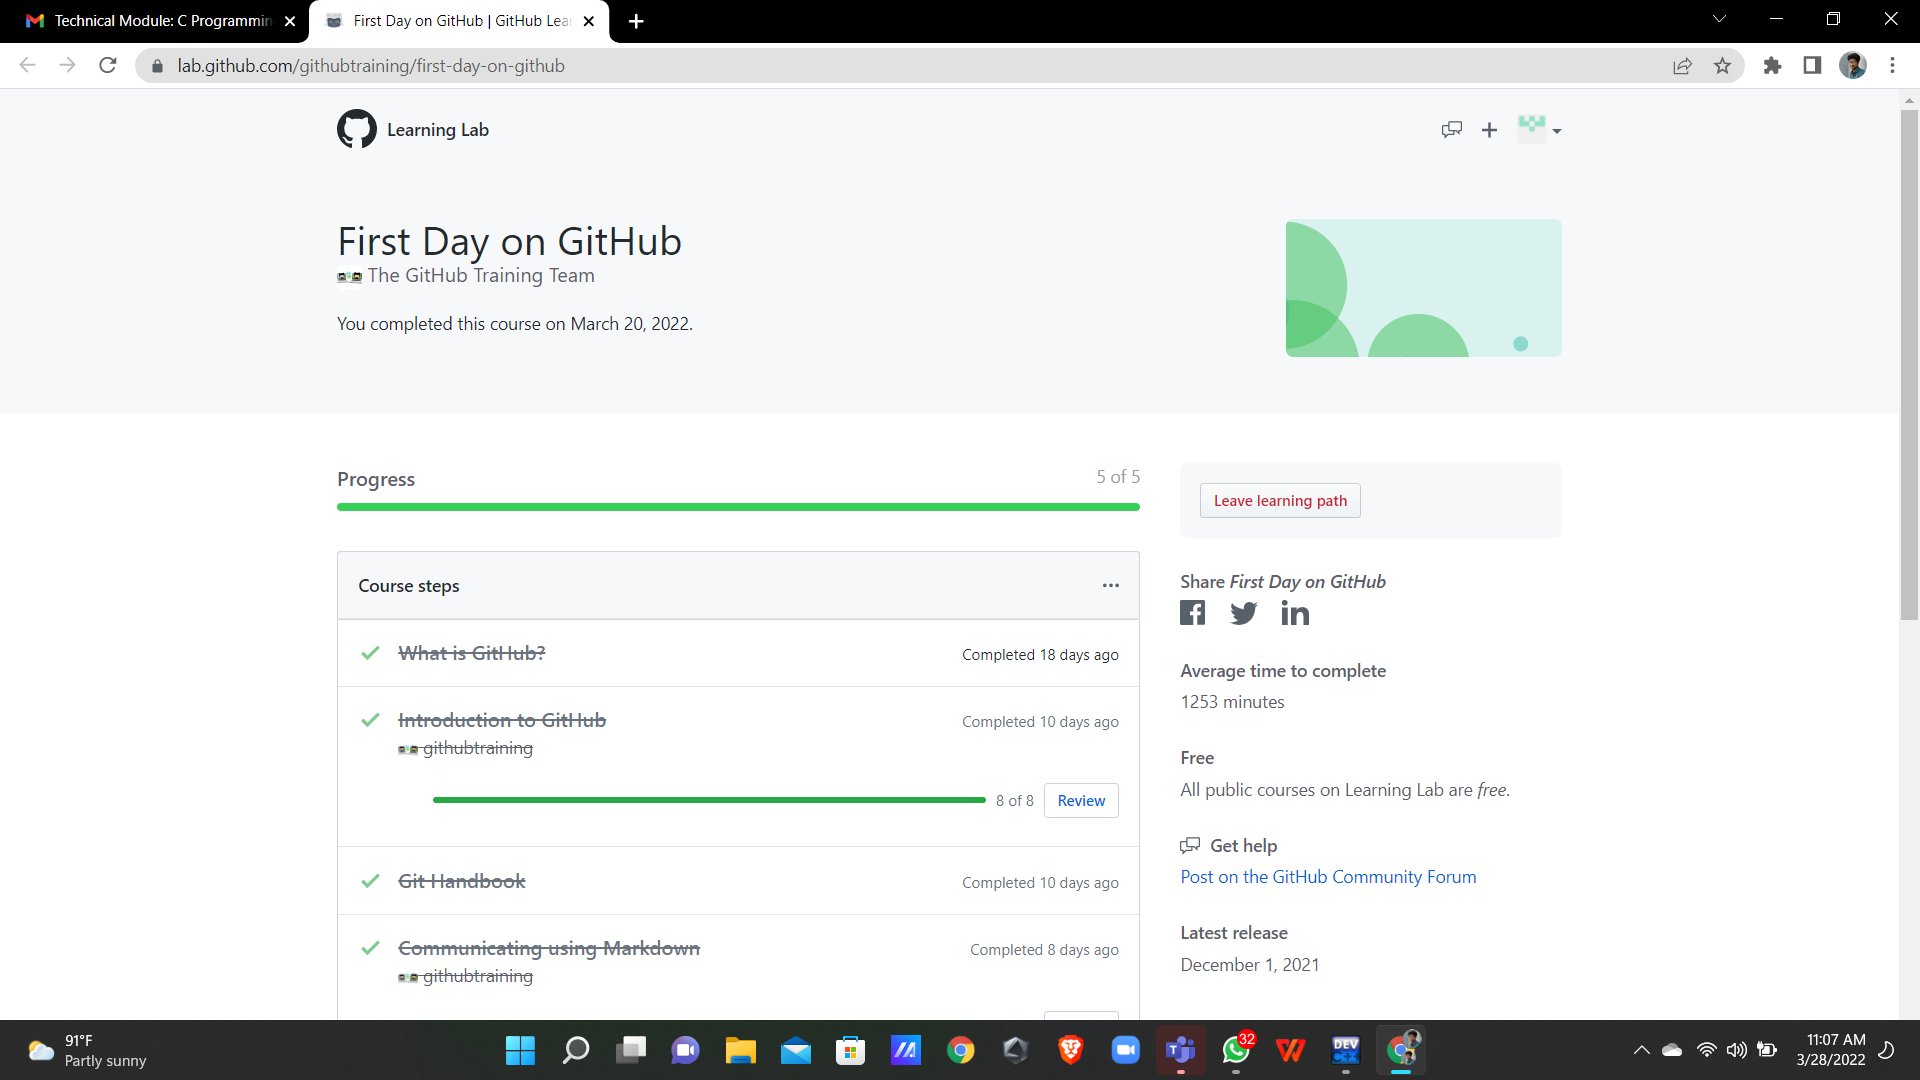 Technical Module: C Programmin
First Day on GitHub | GitHub Lea
lab.github.com/githubtraining/first-day-on-github
Learning Lab
First Day on GitHub
The GitHub Training Team
You completed this course on March 20, 2022.
Progress
5 of 5
Course steps
What is GitHub?
Completed 18 days ago
Introduction to GitHub
Completed 10 days ago
githubtraining
8 of 8
Review
Git Handbook
Completed 10 days ago
Communicating using Markdown
Completed 8 days ago
githubtraining
Leave learning path
Share First Day on GitHub
Average time to complete
1253 minutes
Free
All public courses on Learning Lab are free.
Get help
Post on the GitHub Community Forum
Latest release
December 1, 2021
91°F
Partly sunny
32
DEV
C++
11:07 AM
3/28/2022